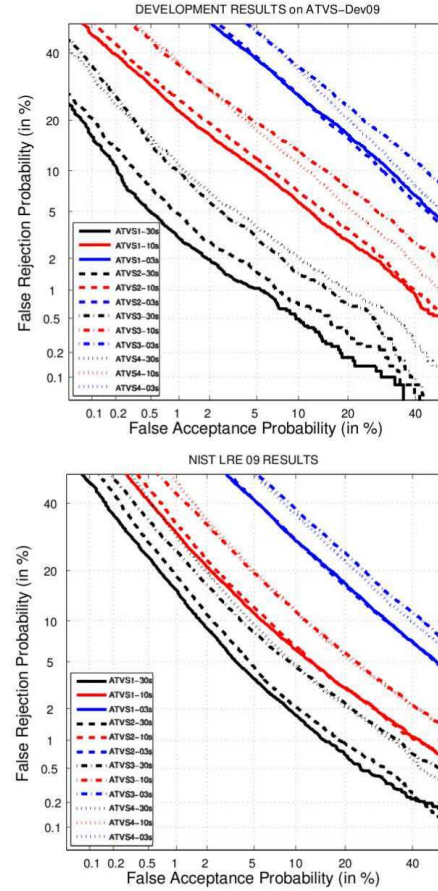 DEVELOPMENT RESULTS on ATVS-Dev09
False Rejection Probability (in %)
40
20
10
5
2
1
0.5
0.2
0.1
ATVS1-30s
ATVS1-10s
ATVS1-03s
ATVS2-30s
ATVS2-10s
ATVS2-03s
ATVS3-30s
ATVS3-10s
ATVS3-03s
ATVS4-30s
ATVS4-10s
ATVS4-03s
0.1 0.2 0.5 1 2 5 10 20 40
False Acceptance Probability (in %)
NIST LRE 09 RESULTS
False Rejection Probability (in %)
40
20
10
5
2
1
0.5
0.2
0.1
ATVS1-30s
ATVS1-10s
ATVS1-03s
ATVS2-30s
ATVS2-10s
ATVS2-03s
ATVS3-30s
ATVS3-10s
ATVS3-03s
ATVS4-30s
ATVS4-10s
ATVS4-03s
0.1 0.2 0.5 1 2 5 10 20 40
False Acceptance Probability (in %)